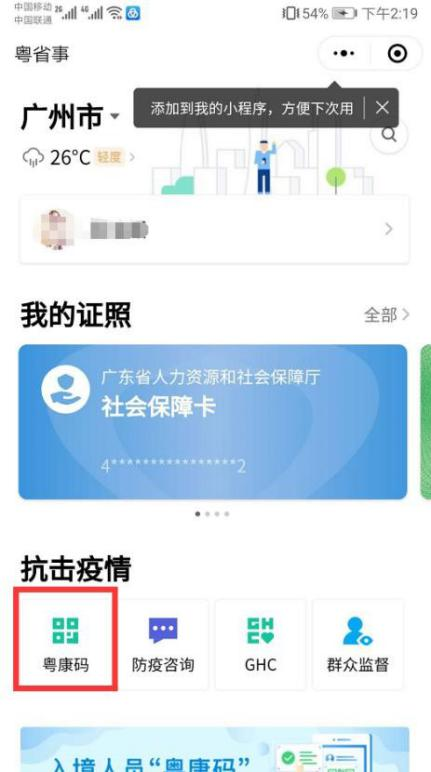 中国移动 2G 4G 54% 下午2:19
中国联通
粤省事
添加到我的小程序，方便下次用
广州市
26°C 轻度
我的证照 全部
广东省人力资源和社会保障厅
社会保障卡
4****************2
抗击疫情
粤康码 防疫咨询 GHC 群众监督
入境人员“粤康码”